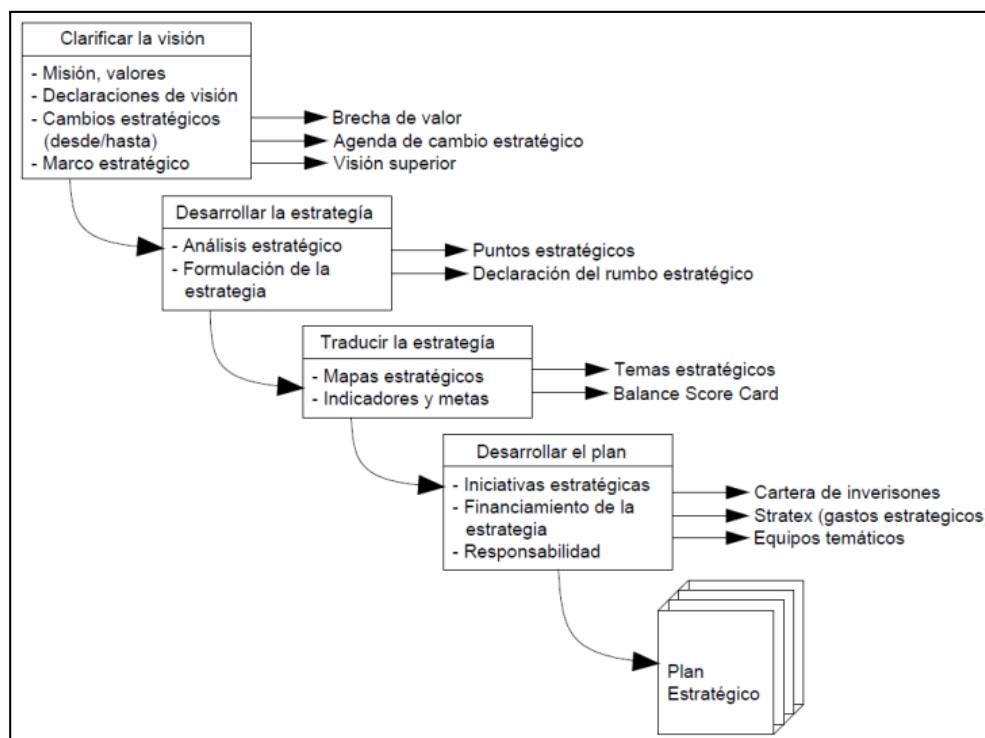 Clarificar la visión
- Misión, valores
- Declaraciones de visión
- Cambios estratégicos
(desde/hasta)
- Marco estratégico
Brecha de valor
Agenda de cambio estratégico
Visión superior
Desarrollar la estrategía
- Análisis estratégico
- Formulación de la
estrategia
Puntos estratégicos
Declaración del rumbo estratégico
Traducir la estrategía
- Mapas estratégicos
- Indicadores y metas
Temas estratégicos
Balance Score Card
Desarrollar el plan
- Iniciativas estratégicas
- Financiamiento de la
estrategia
- Responsabilidad
Cartera de inverisones
Stratex (gastos estrategicos)
Equipos temáticos
Plan
Estratégico